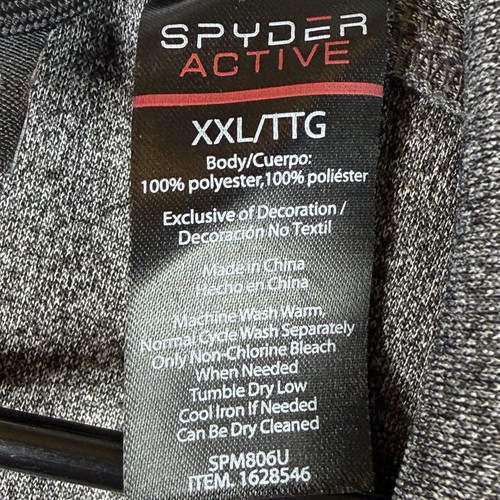 SPYDER
ACTIVE
XXL/TTG
Body/Cuerpo:
100% polyester,100% poliéster
Exclusive of Decoration /
Decoración No Textil
Made in China
Hecho en China
Machine Wash Warm,
Normal Cycle Wash Separately
Only Non-Chlorine Bleach
When Needed
Tumble Dry Low
Cool Iron If Needed
Can Be Dry Cleaned
SPM806U
ITEM. 1628546